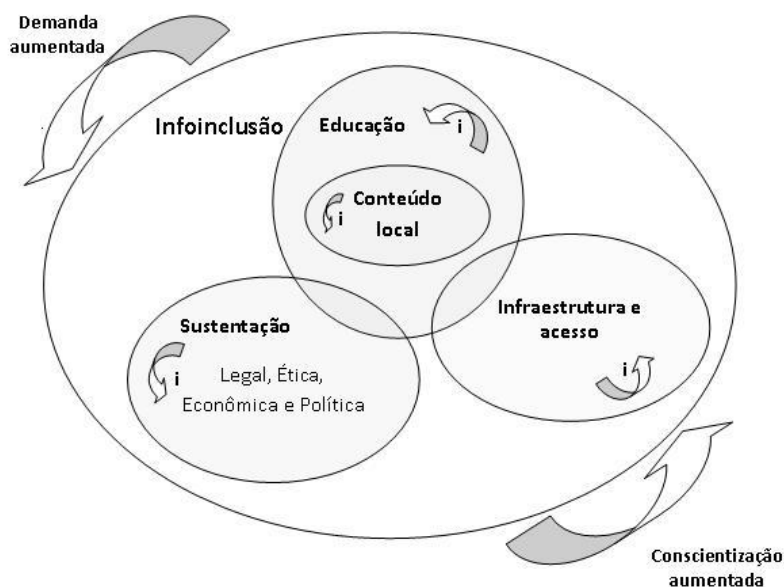 Demanda
aumentada
Infoinclusão
Educação
i
Conteúdo
local
i
Infraestrutura e
acesso
i
Sustentação
i
Legal, Ética,
Econômica e Política
Conscientização
aumentada